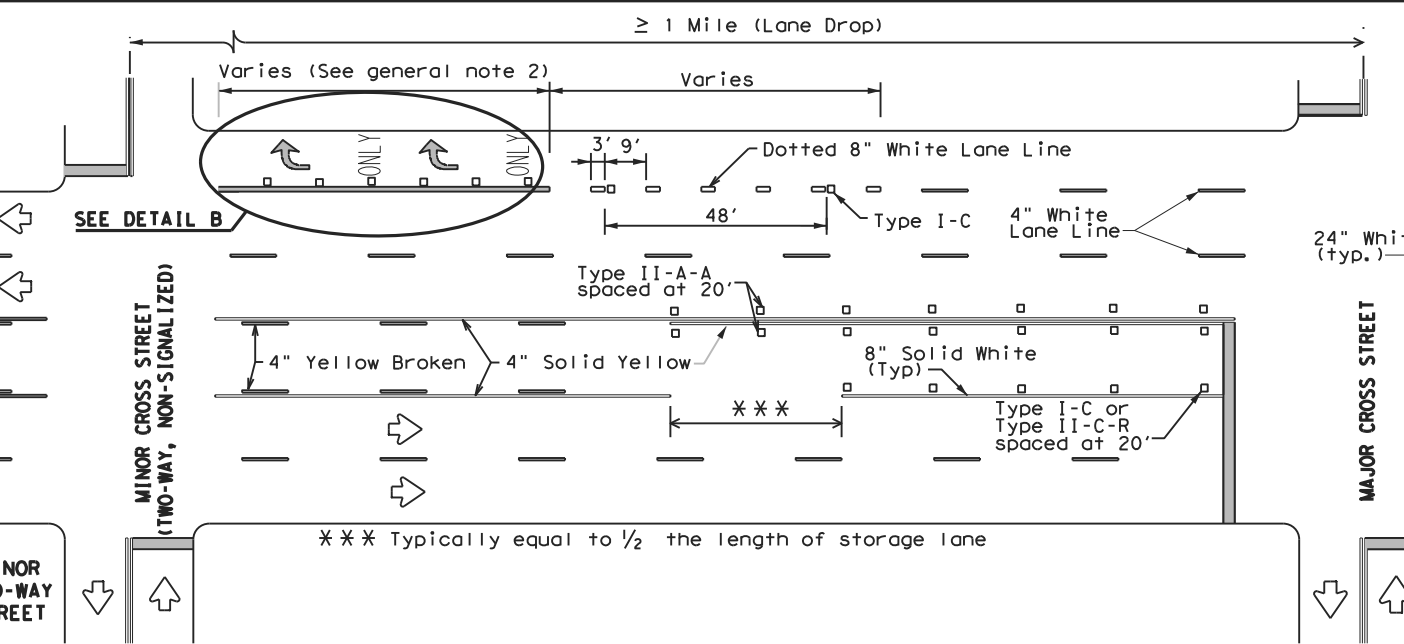 ≥ 1 Mile (Lane Drop)
Varies (See general note 2)
Varies
ONLY
ONLY
3' 9'
Dotted 8" White Lane Line
SEE DETAIL B
48'
Type I-C
4" White
Lane Line
24" Whi
(typ.)
Type II-A-A
spaced at 20'
MINOR CROSS STREET
(TWO-WAY, NON-SIGNALIZED)
4" Yellow Broken
4" Solid Yellow
8" Solid White
(Typ)
***
Type I-C or
Type II-C-R
spaced at 20'
MAJOR CROSS STREET
*** Typically equal to ½ the length of storage lane
NOR
O-WAY
REET